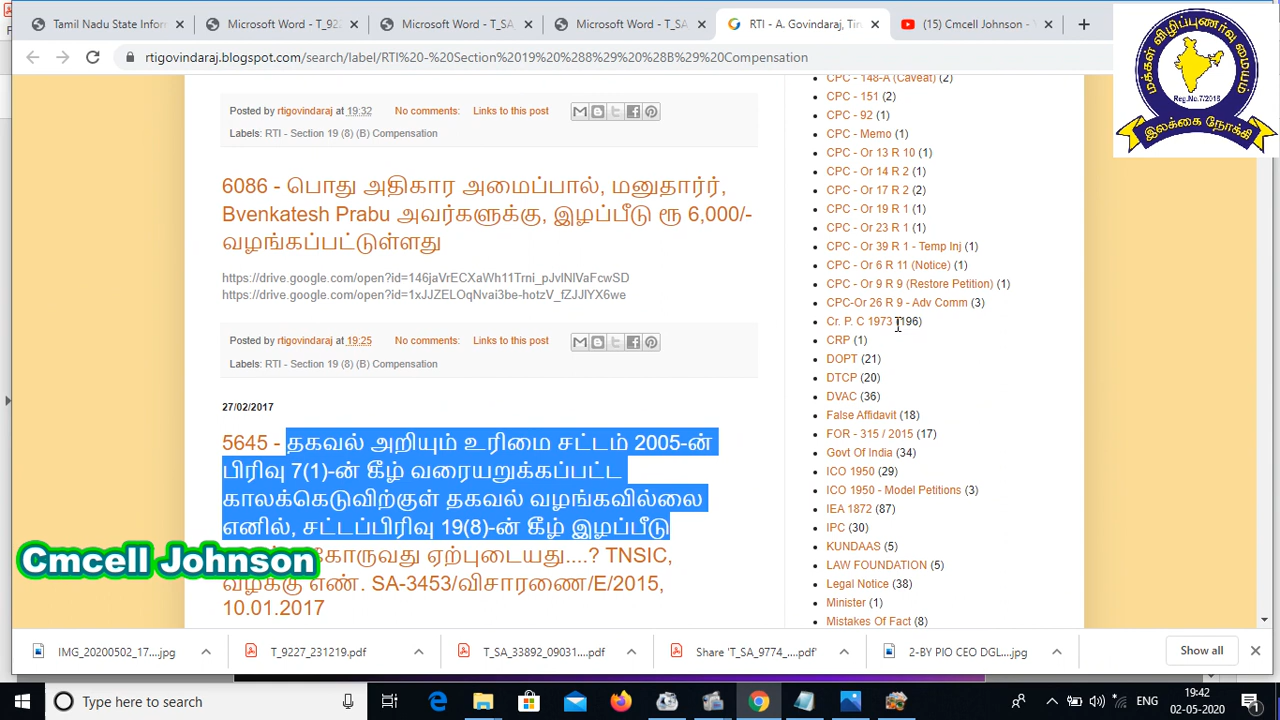 Tamil Nadu State Inform
Microsoft Word - T_922
Microsoft Word - T_SA
Microsoft Word - T_SA
RTI - A. Govindaraj, Tiru
(15) Cmcell Johnson - Y
rtigovindaraj.blogspot.com/search/label/RTI%20-%20Section%2019%20%288%29%20%28B%29%20Compensation
மக்கள் விழிப்புணர்வு மையம்
Reg.No.7/2018
இலக்கை நோக்கி
Posted by rtigovindaraj at 19:32 No comments: Links to this post
Labels: RTI - Section 19 (8) (B) Compensation
6086 - பொது அதிகார அமைப்பால், மனுதார்ர்,
Bvenkatesh Prabu அவர்களுக்கு, இழப்பீடு ரூ 6,000/-
வழங்கப்பட்டுள்ளது
https://drive.google.com/open?id=146jaVrECXaWh11Trni_pJvINlVaFcwSD
https://drive.google.com/open?id=1xJJZELOqNvai3be-hotzV_fZJJIYX6we
Posted by rtigovindaraj at 19:25 No comments: Links to this post
Labels: RTI - Section 19 (8) (B) Compensation
27/02/2017
5645 - தகவல் அறியும் உரிமை சட்டம் 2005-ன்
பிரிவு 7(1)-ன் கீழ் வரையறுக்கப்பட்ட
காலக்கெடுவிற்குள் தகவல் வழங்கவில்லை
எனில், சட்டப்பிரிவு 19(8)-ன் கீழ் இழப்பீடு
கோருவது ஏற்புடையது....? TNSIC,
வழக்கு எண். SA-3453/விசாரணை/E/2015,
10.01.2017
CPC - 148-A (Caveat) (2)
CPC - 151 (2)
CPC - 92 (1)
CPC - Memo (1)
CPC - Or 13 R 10 (1)
CPC - Or 14 R 2 (1)
CPC - Or 17 R 2 (2)
CPC - Or 19 R 1 (1)
CPC - Or 23 R 1 (1)
CPC - Or 39 R 1 - Temp Inj (1)
CPC - Or 6 R 11 (Notice) (1)
CPC - Or 9 R 9 (Restore Petition) (1)
CPC-Or 26 R 9 - Adv Comm (3)
Cr. P. C 1973 (196)
CRP (1)
DOPT (21)
DTCP (20)
DVAC (36)
False Affidavit (18)
FOR - 315 / 2015 (17)
Govt Of India (34)
ICO 1950 (29)
ICO 1950 - Model Petitions (3)
IEA 1872 (87)
IPC (30)
KUNDAAS (5)
LAW FOUNDATION (5)
Legal Notice (38)
Minister (1)
Mistakes Of Fact (8)
Cmcell Johnson
IMG_20200502_17....jpg
T_9227_231219.pdf
T_SA_33892_09031....pdf
Share 'T_SA_9774_....pdf'
2-BY PIO CEO DGL....jpg
Show all
Type here to search
ENG
19:42
02-05-2020